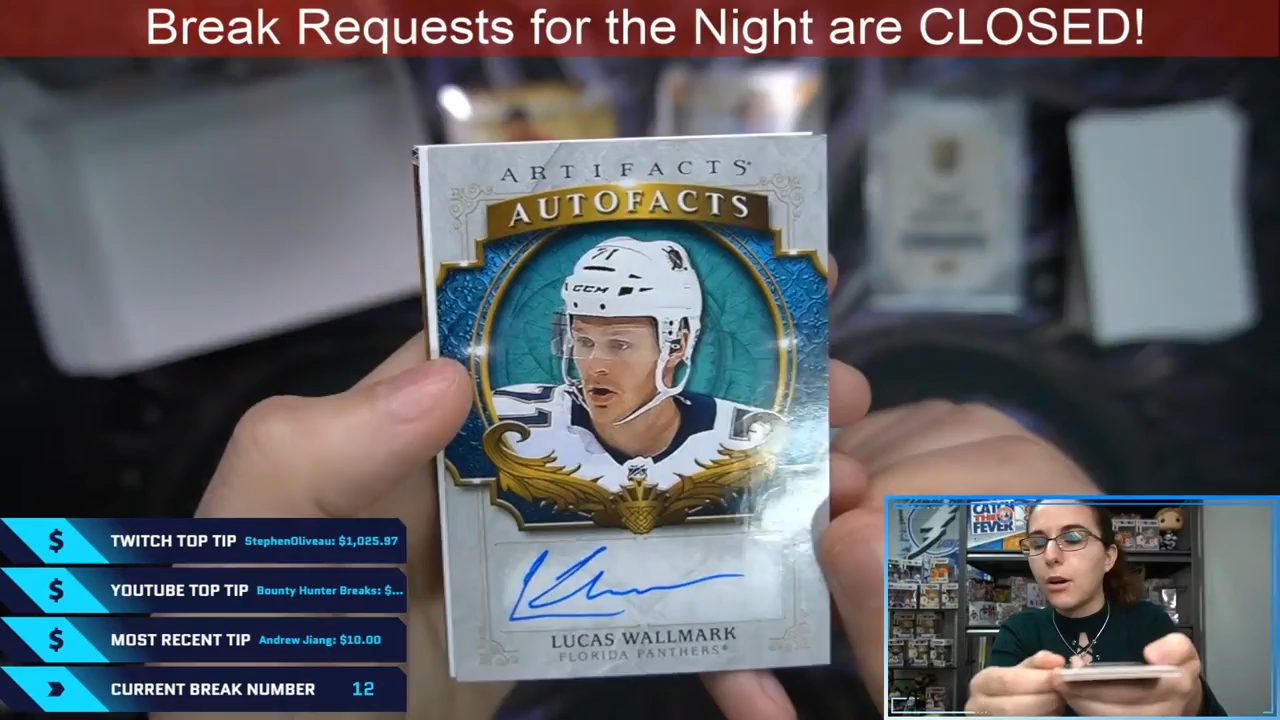 Break Requests for the Night are CLOSED!
ARTIFACTS
AUTOFACTS
71
CCM
71
LUCAS WALLMARK
FLORIDA PANTHERS
CATCH
THE
FEVER
$ TWITCH TOP TIP StephenOliveau: $1,025.97
$ YOUTUBE TOP TIP Bounty Hunter Breaks: $...
$ MOST RECENT TIP Andrew Jiang: $10.00
CURRENT BREAK NUMBER 12